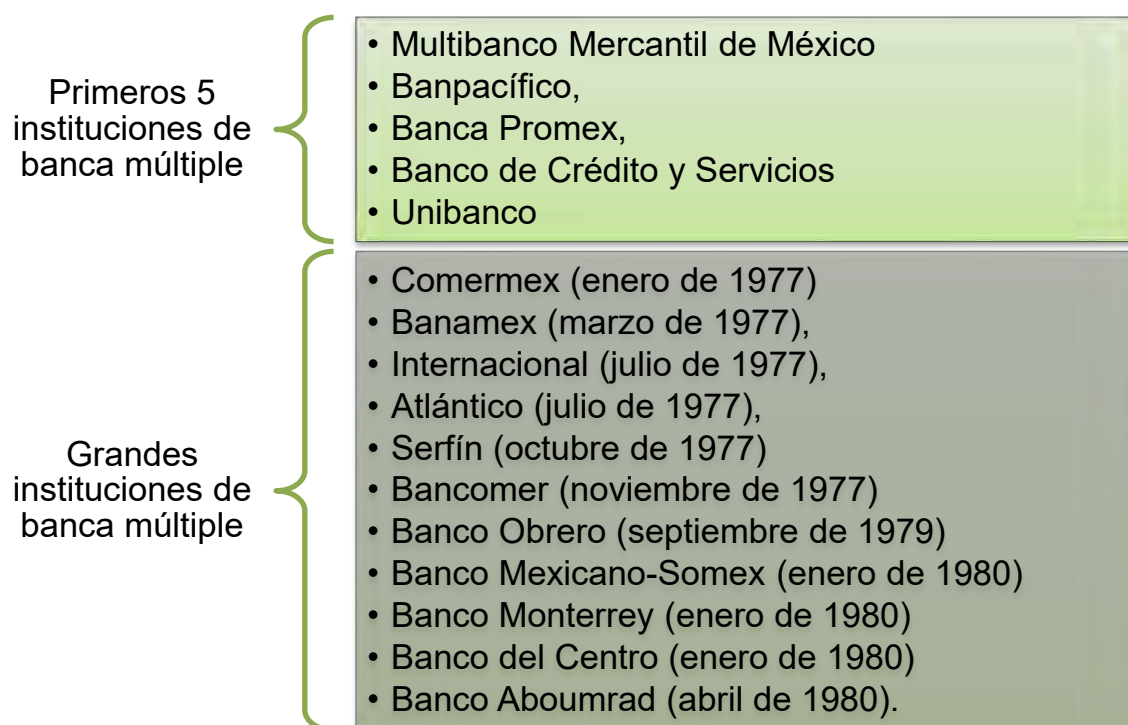 Primeros 5
instituciones de
banca múltiple
• Multibanco Mercantil de México
• Banpacífico,
• Banca Promex,
• Banco de Crédito y Servicios
• Unibanco
Grandes
instituciones de
banca múltiple
• Comermex (enero de 1977)
• Banamex (marzo de 1977),
• Internacional (julio de 1977),
• Atlántico (julio de 1977),
• Serfín (octubre de 1977)
• Bancomer (noviembre de 1977)
• Banco Obrero (septiembre de 1979)
• Banco Mexicano-Somex (enero de 1980)
• Banco Monterrey (enero de 1980)
• Banco del Centro (enero de 1980)
• Banco Aboumrad (abril de 1980).